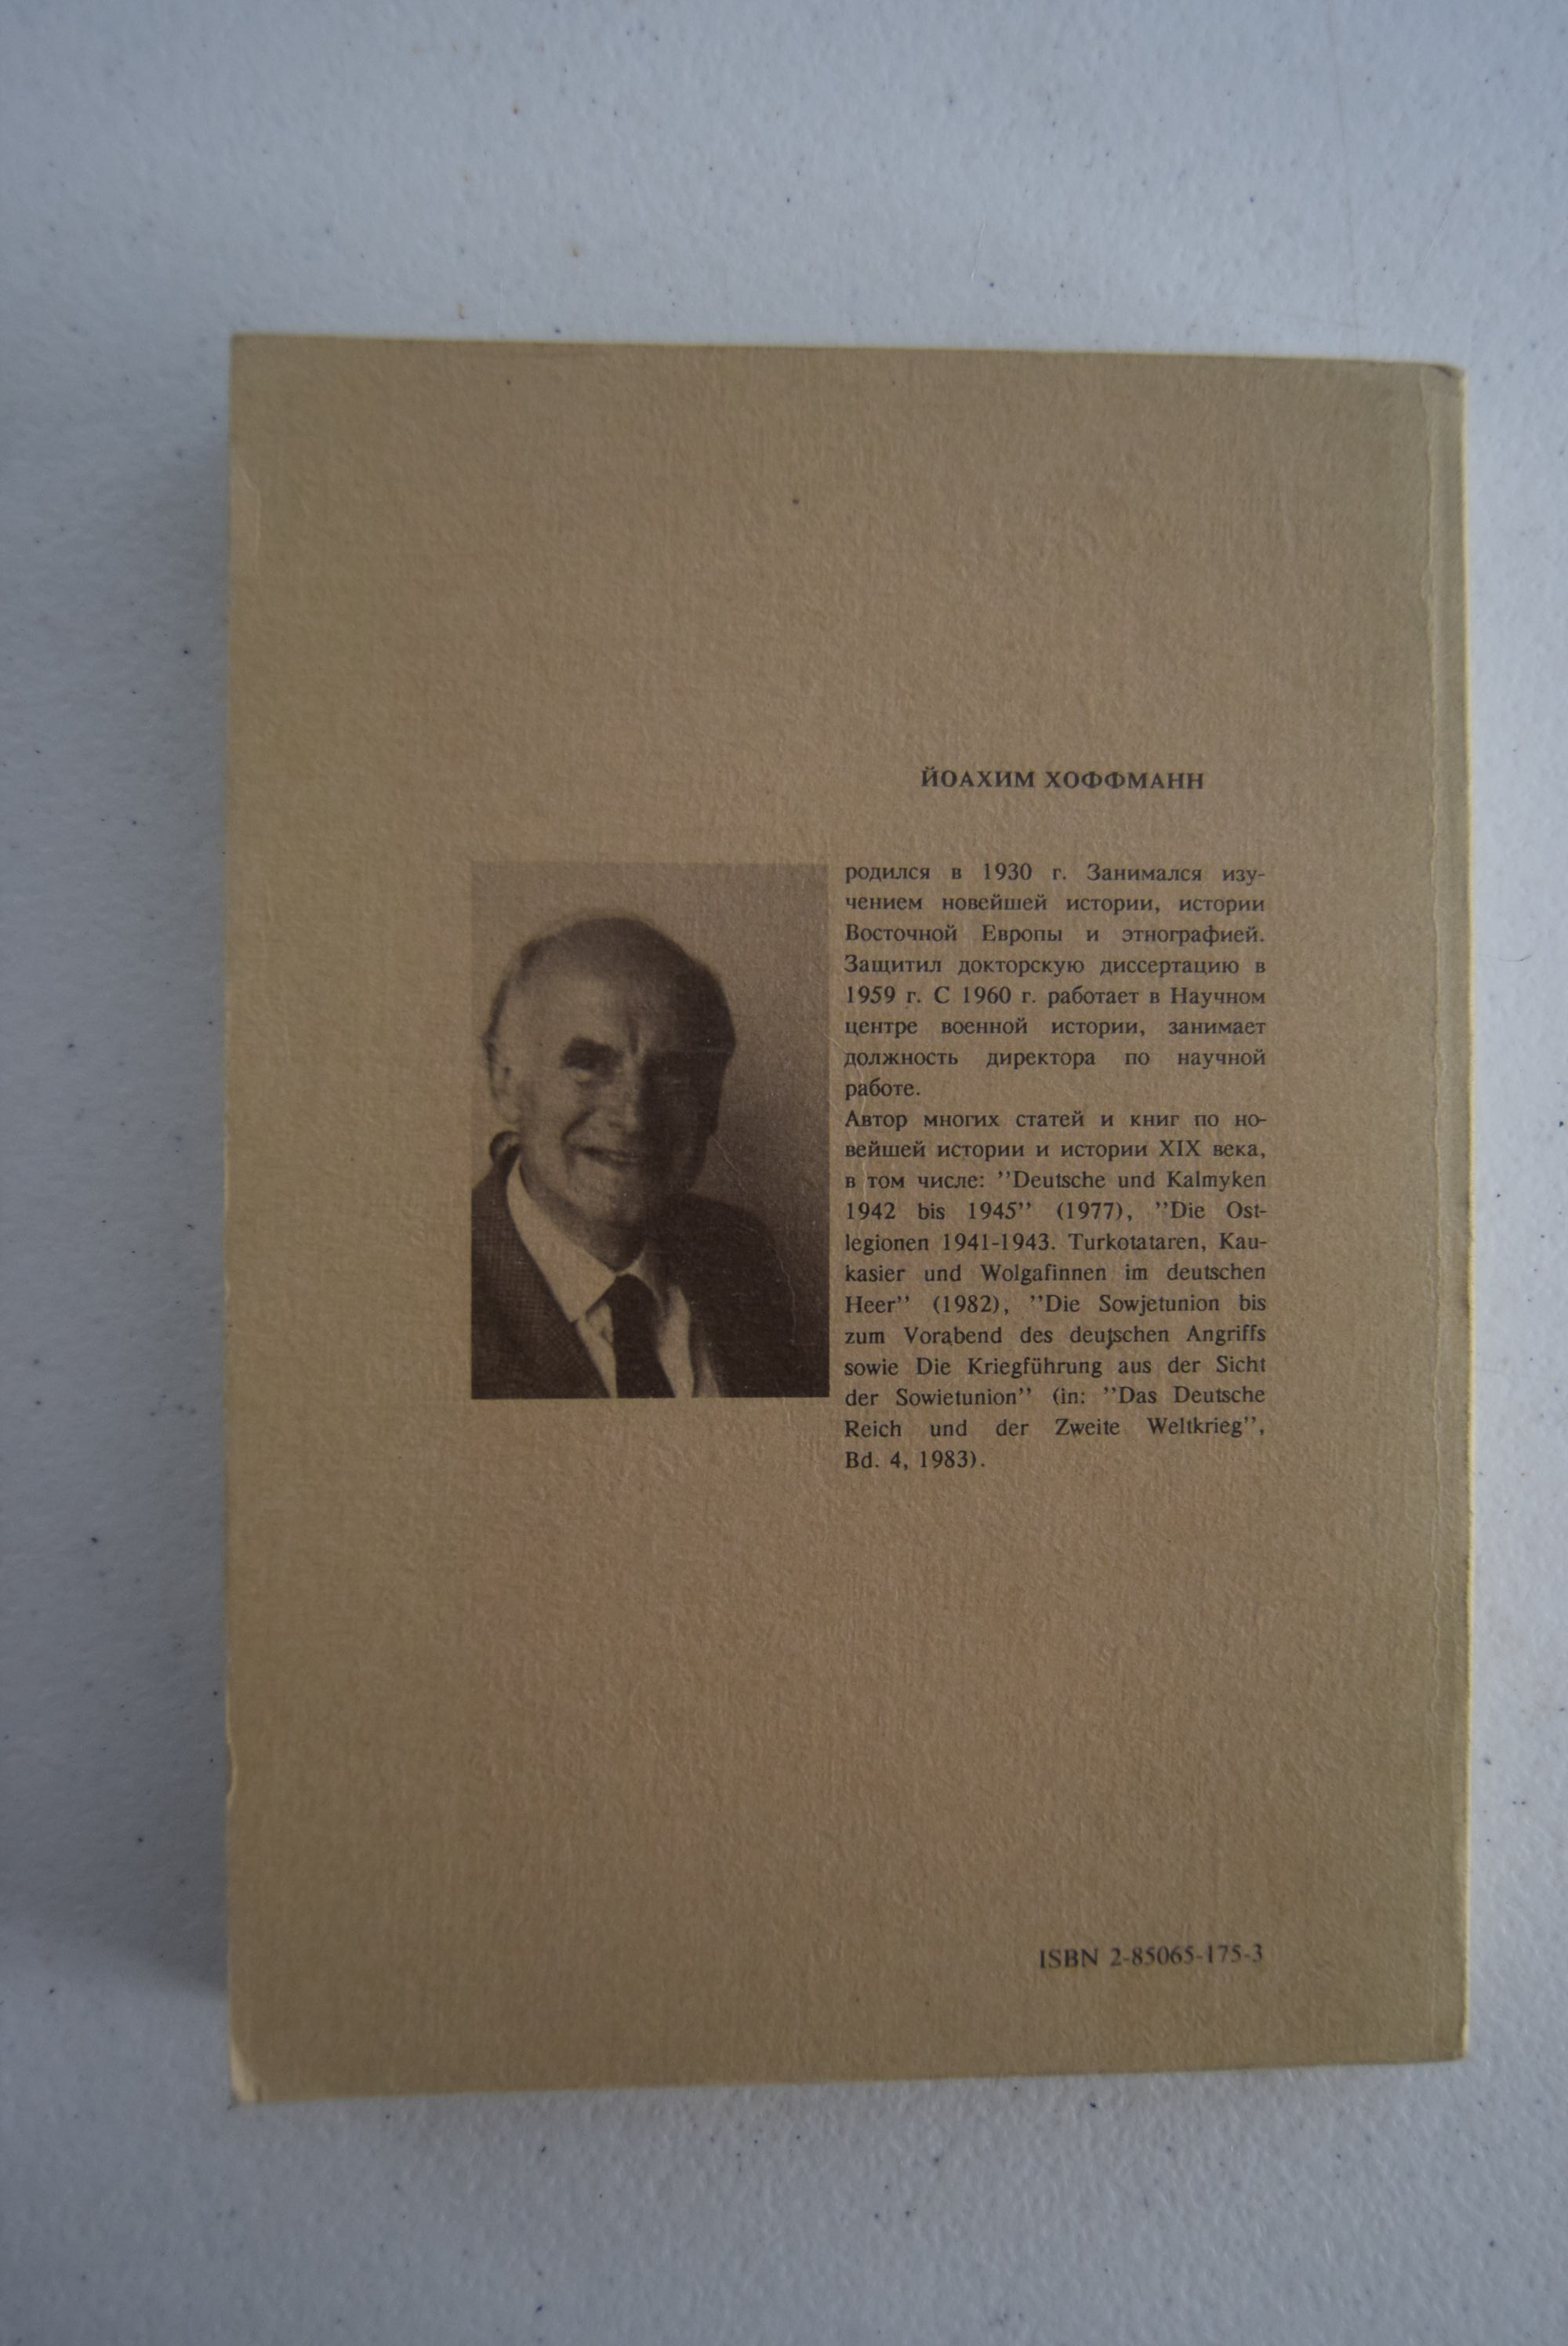 ЙОАХИМ ХОФФМАНН
родился в 1930 г. Занимался изу-
чением новейшей истории, истории
Восточной Европы и этнографией.
Защитил докторскую диссертацию в
1959 г. С 1960 г. работает в Научном
центре военной истории, занимает
должность директора по научной
работе.
Автор многих статей и книг по но-
вейшей истории и истории XIX века,
в том числе: ’’Deutsche und Kalmyken
1942 bis 1945’’ (1977), ’’Die Ost-
legionen 1941-1943. Turkotataren, Kau-
kasier und Wolgafinnen im deutschen
Heer’’ (1982), ’’Die Sowjetunion bis
zum Vorabend des deutschen Angriffs
sowie Die Kriegführung aus der Sicht
der Sowietunion’’ (in: ’’Das Deutsche
Reich und der Zweite Weltkrieg’’,
Bd. 4, 1983).
ISBN 2-85065-175-3